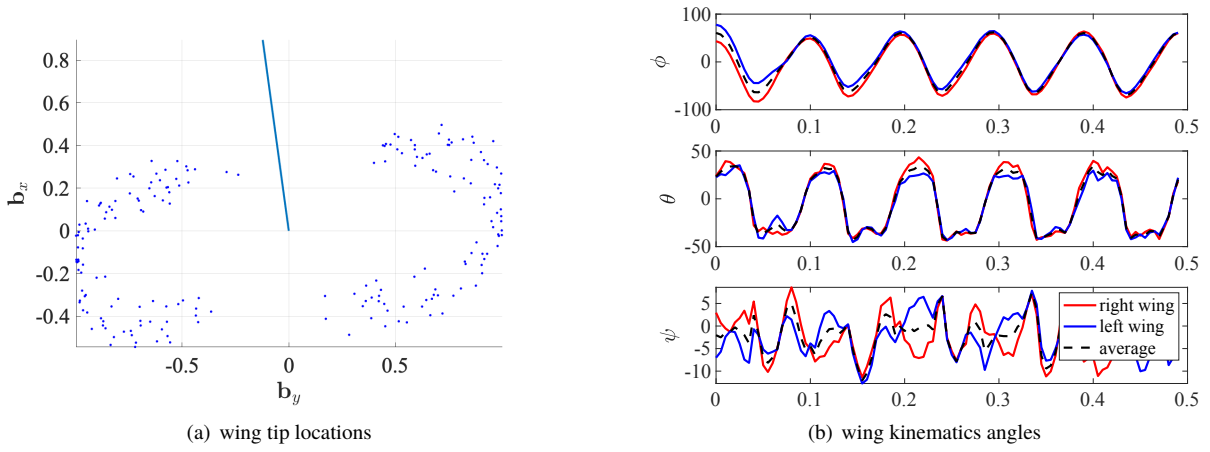 0.8
0.6
0.4
0.2
0
-0.2
-0.4
b_x
-0.5 0 0.5
b_y
(a) wing tip locations
100
0
-100
ϕ
0 0.1 0.2 0.3 0.4 0.5
50
0
-50
θ
0 0.1 0.2 0.3 0.4 0.5
5
0
-5
-10
ψ
right wing
left wing
average
0 0.1 0.2 0.3 0.4 0.5
(b) wing kinematics angles